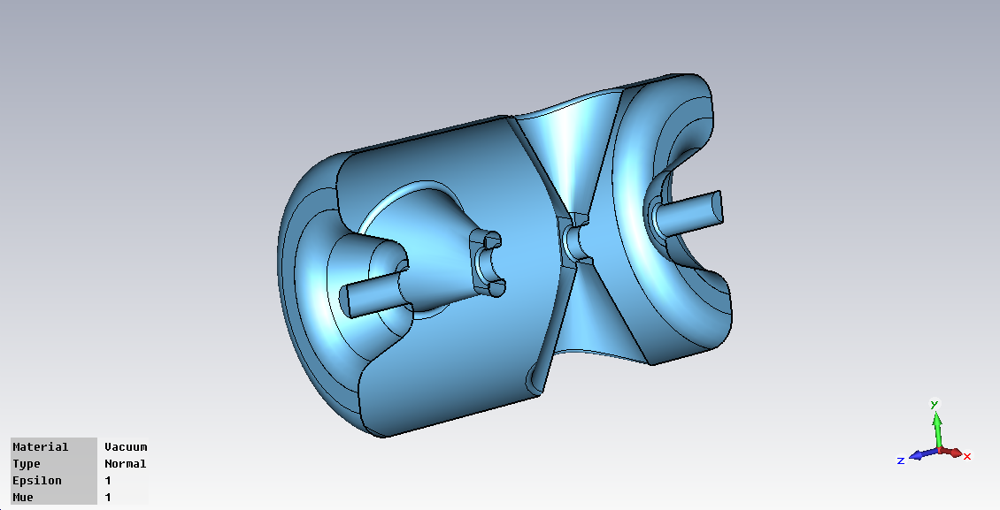 Material Vacuum
Type Normal
Epsilon 1
Mue 1
y
z
x